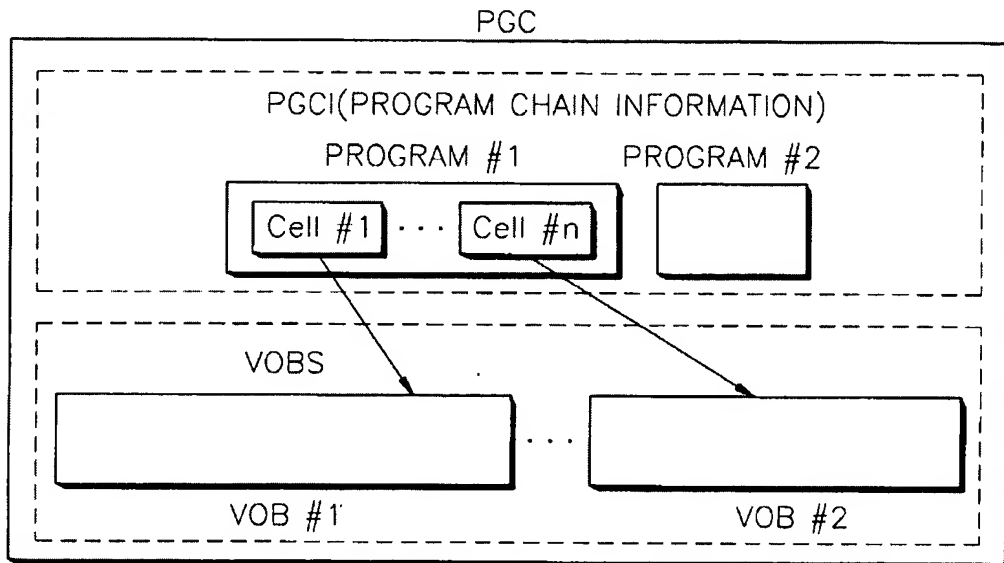 PGC
PGCI(PROGRAM CHAIN INFORMATION)
PROGRAM #1 PROGRAM #2
Cell #1 ··· Cell #n
VOBS
···
VOB #1 VOB #2